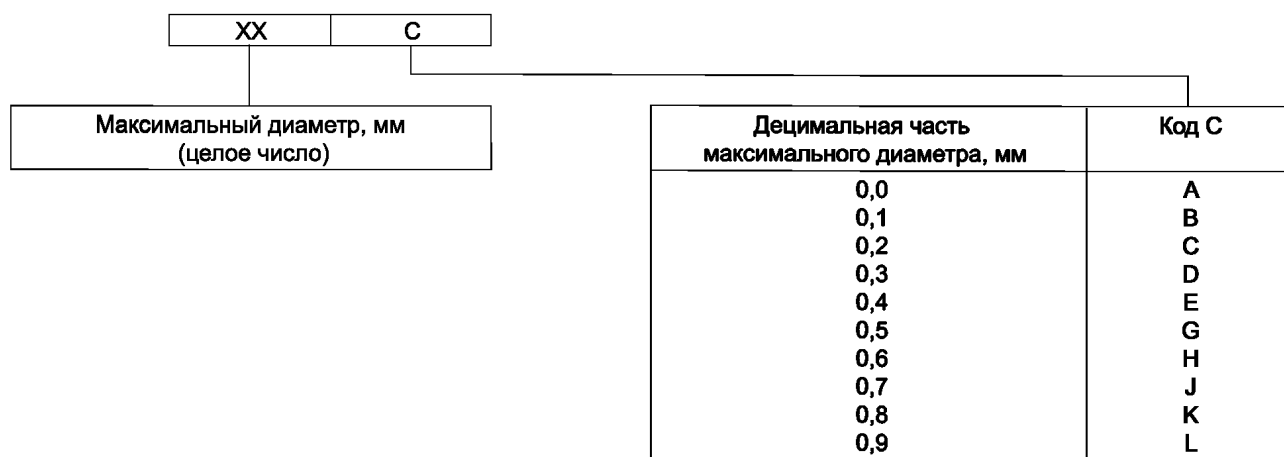 XX C
Максимальный диаметр, мм
(целое число)
Децимальная часть
максимального диаметра, мм
Код С
0,0 A
0,1 B
0,2 C
0,3 D
0,4 E
0,5 G
0,6 H
0,7 J
0,8 K
0,9 L